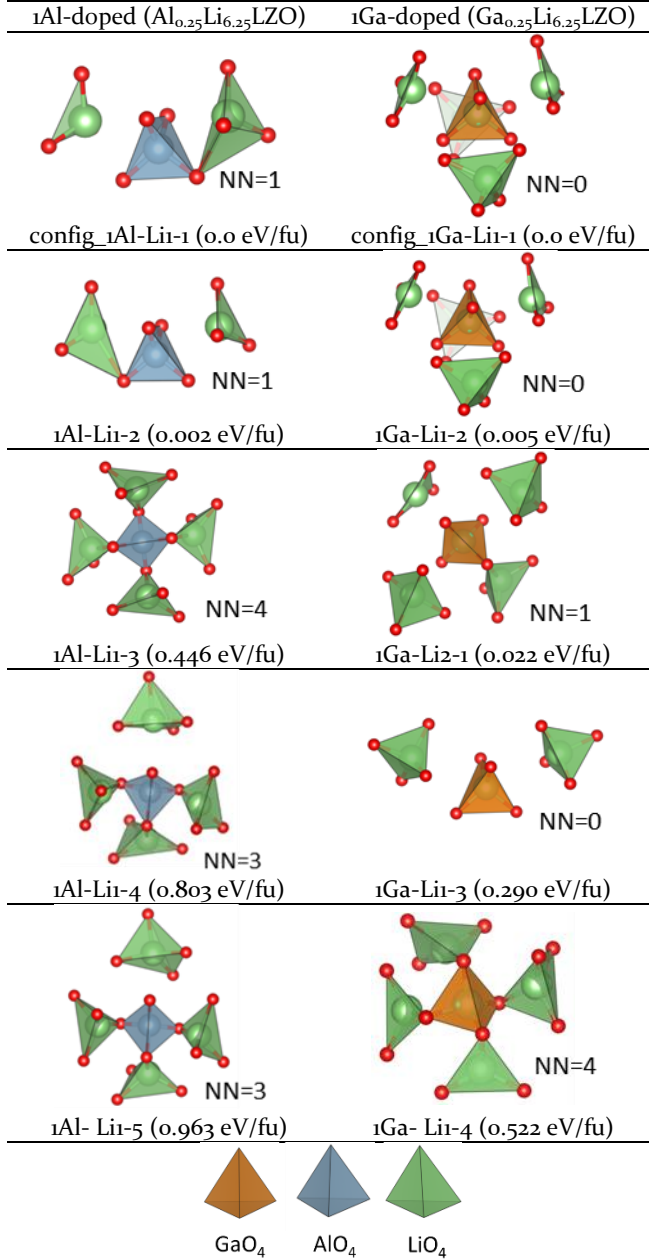 1Al-doped (Al0.25Li6.25LZO) 1Ga-doped (Ga0.25Li6.25LZO)
NN=1 NN=0
config_1Al-Li1-1 (0.0 eV/fu) config_1Ga-Li1-1 (0.0 eV/fu)
NN=1 NN=0
1Al-Li1-2 (0.002 eV/fu) 1Ga-Li1-2 (0.005 eV/fu)
NN=4 NN=1
1Al-Li1-3 (0.446 eV/fu) 1Ga-Li2-1 (0.022 eV/fu)
NN=3 NN=0
1Al-Li1-4 (0.803 eV/fu) 1Ga-Li1-3 (0.290 eV/fu)
NN=3 NN=4
1Al- Li1-5 (0.963 eV/fu) 1Ga- Li1-4 (0.522 eV/fu)
GaO4 AlO4 LiO4